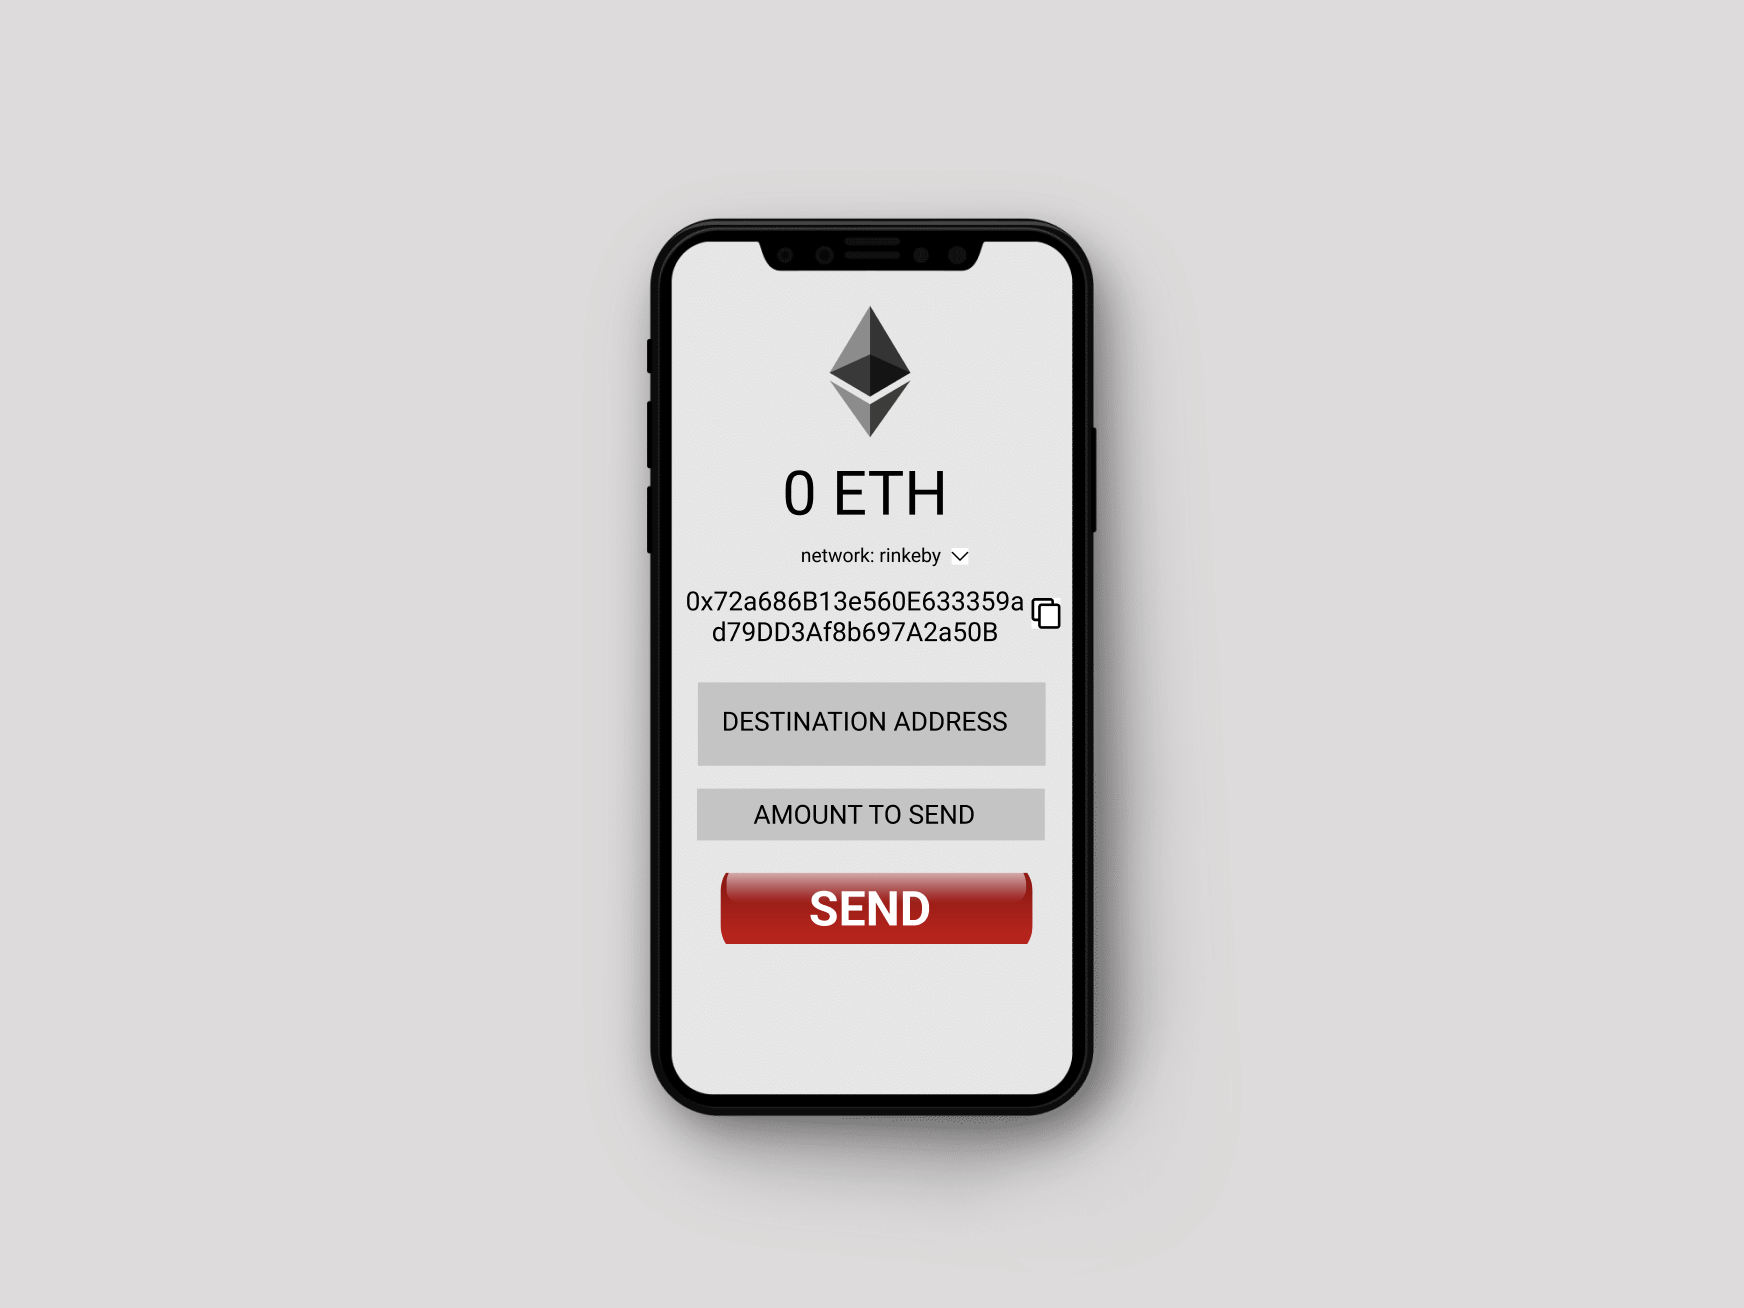 0 ETH
network: rinkeby
0x72a686B13e560E633359a
d79DD3Af8b697A2a50B
DESTINATION ADDRESS
AMOUNT TO SEND
SEND